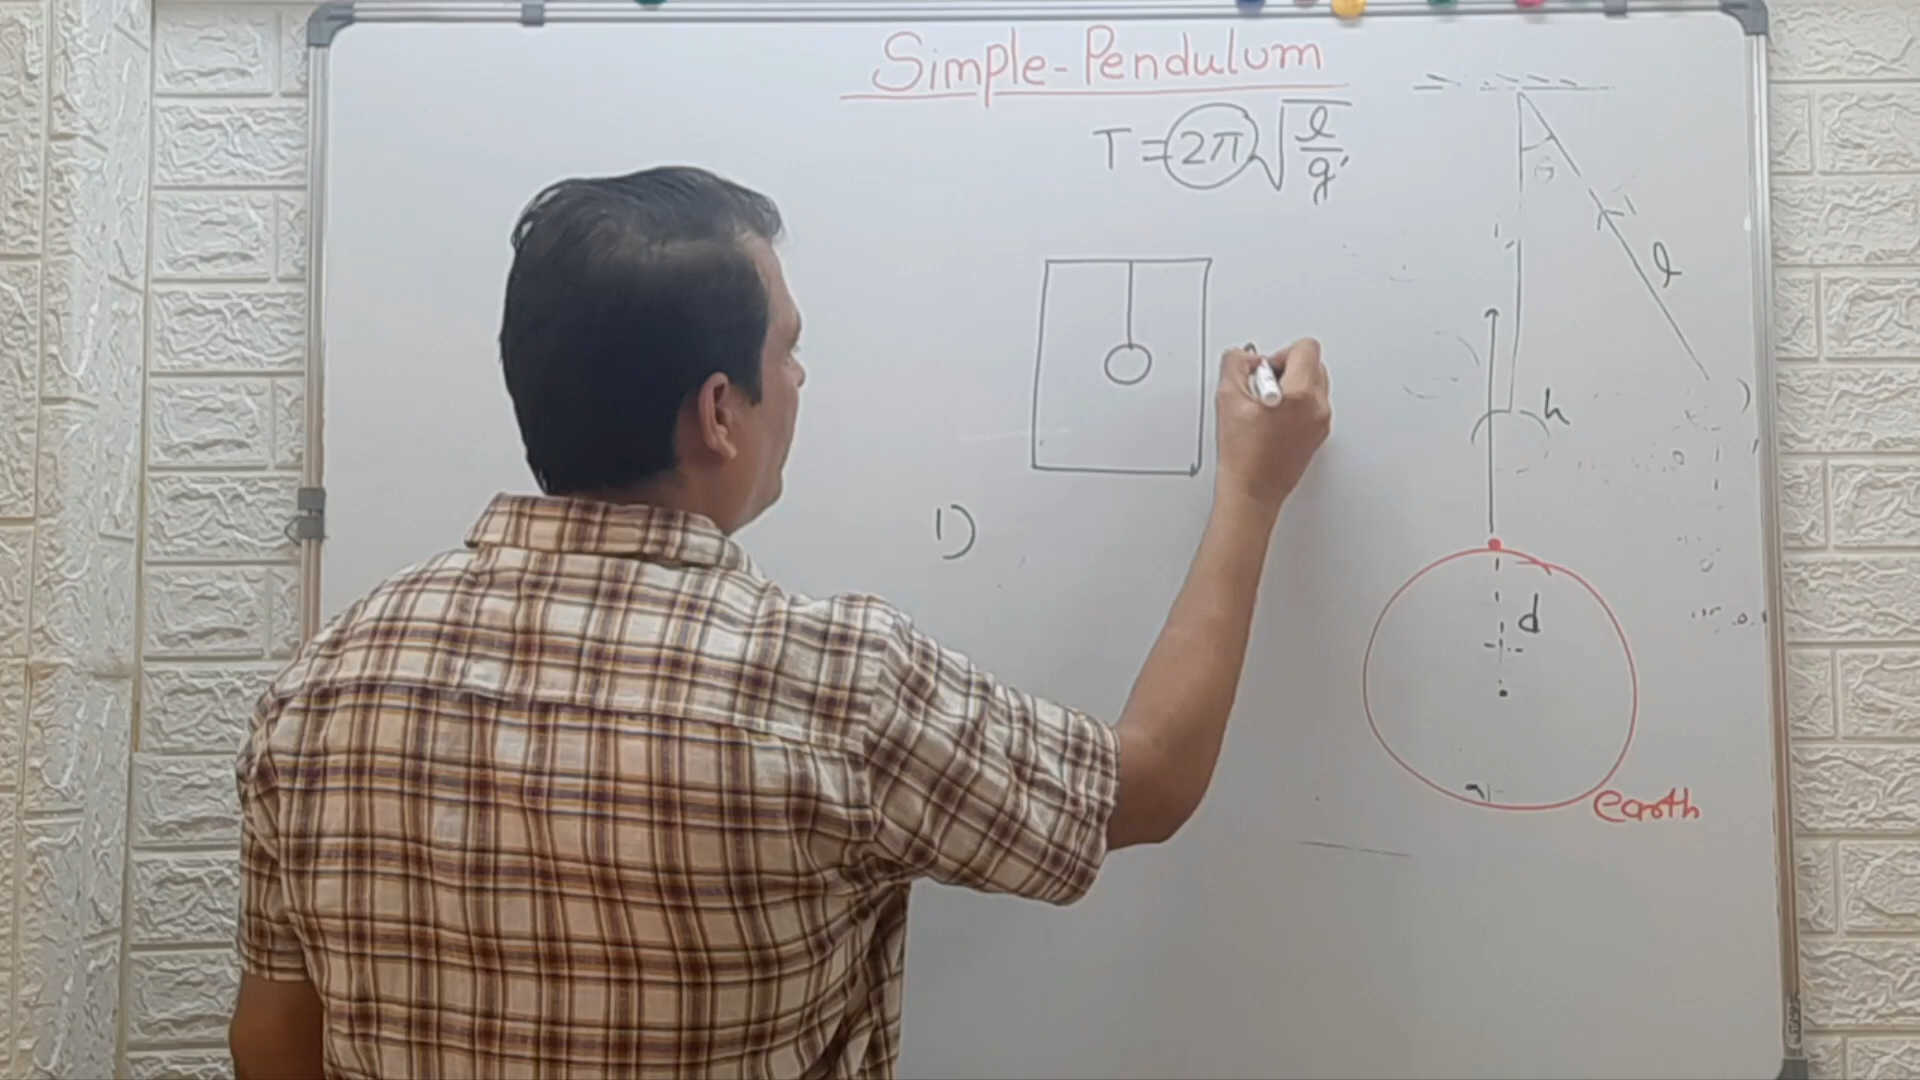 Simple-Pendulum
T = 2π √(l/g')
θ
l
h
1)
d
earth